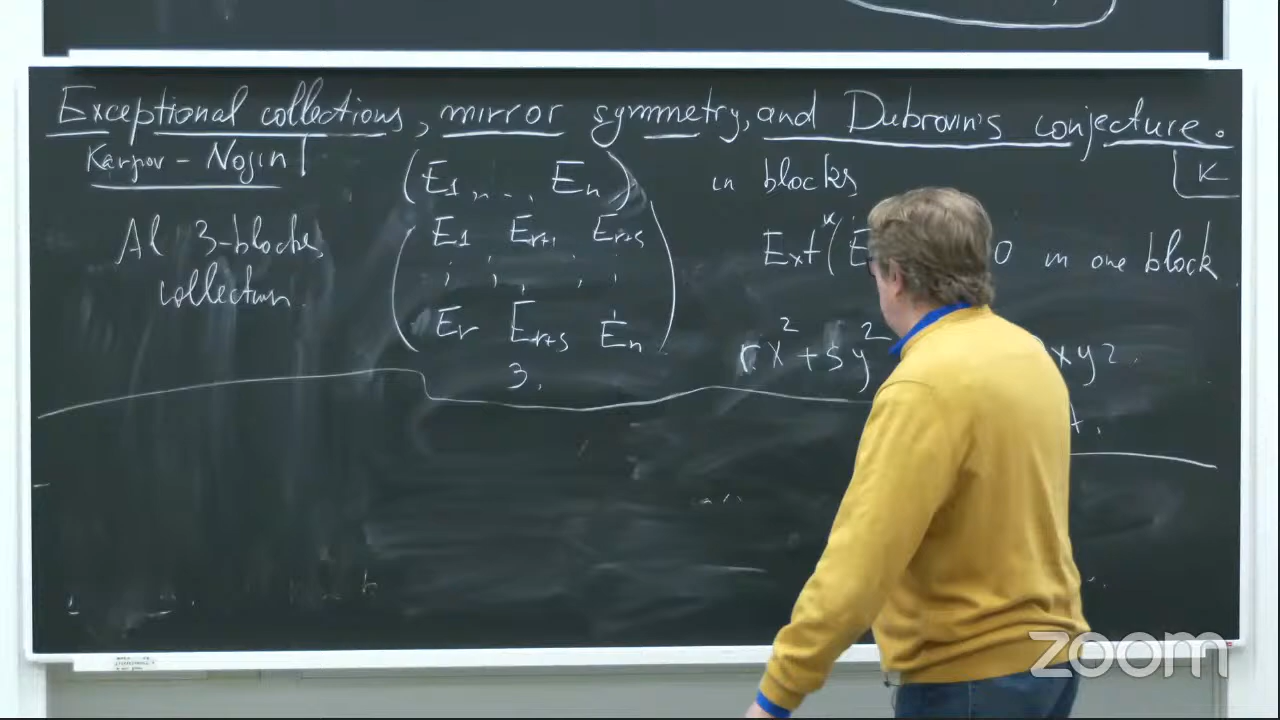 Exceptional collections, mirror symmetry, and Dubrovin's conjecture.
Karpov – Nogin
(E₁, ..., Eₙ) in blocks
K
Al 3-blocks collection.
E₁ Eᵣ₊₁ Eᵣ₊ₛ
Eᵣ Eᵣ₊ₛ Eₙ
3.
Extᵏ(E 0 in one block.
rx² + sy² xyz.
zoom